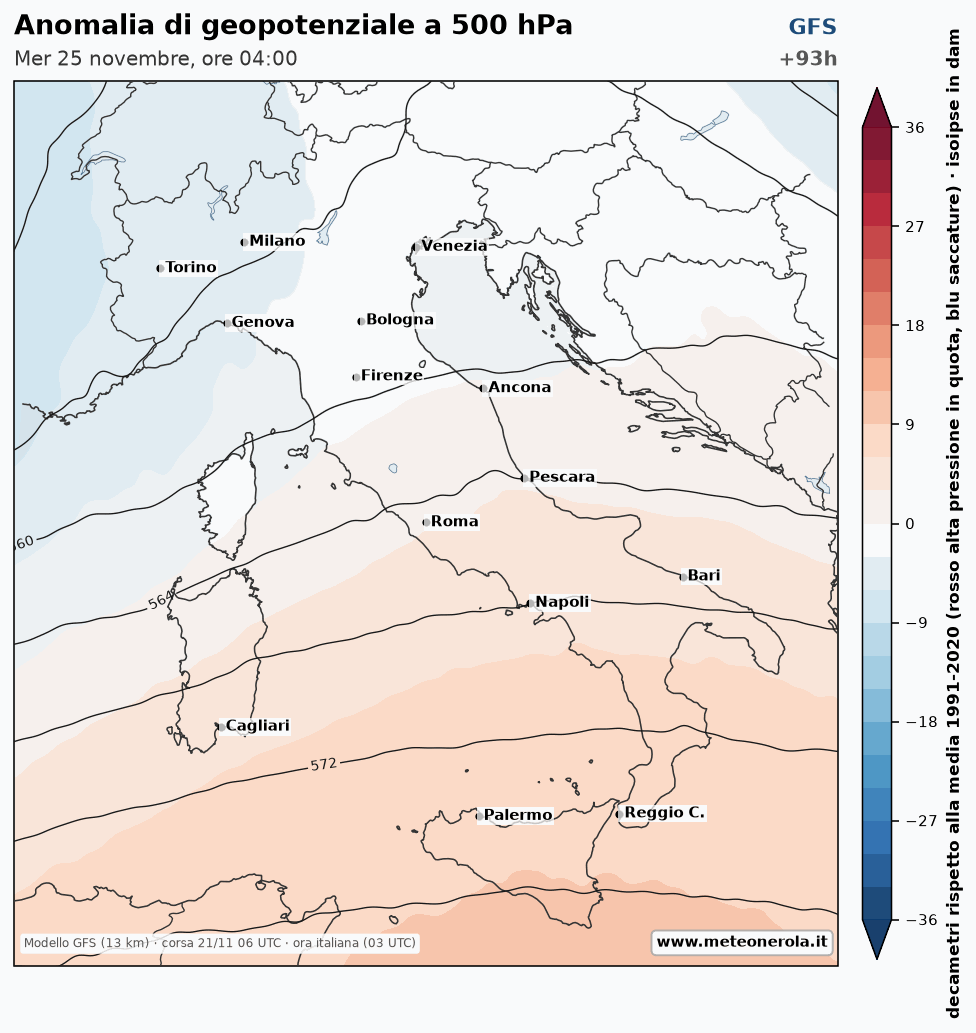 Anomalia di geopotenziale a 500 hPa
GFS
Mer 25 novembre, ore 04:00
+93h
Milano
Venezia
Torino
Genova
Bologna
Firenze
Ancona
Pescara
Roma
560
564
Bari
Napoli
Cagliari
572
Palermo
Reggio C.
Modello GFS (13 km) · corsa 21/11 06 UTC · ora italiana (03 UTC)
www.meteonerola.it
36
27
18
9
0
−9
−18
−27
−36
decametri rispetto alla media 1991-2020 (rosso alta pressione in quota, blu saccature) · isoipse in dam